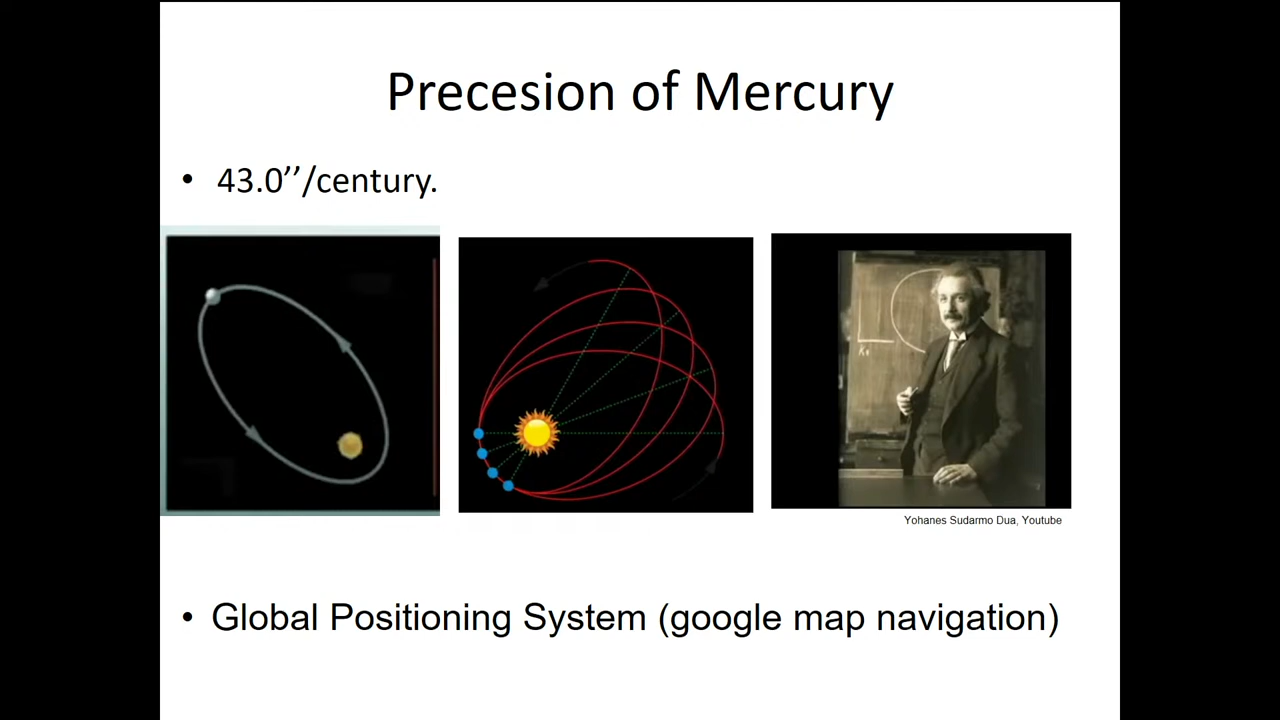 Precesion of Mercury
• 43.0’’/century.
Yohanes Sudarmo Dua, Youtube
• Global Positioning System (google map navigation)